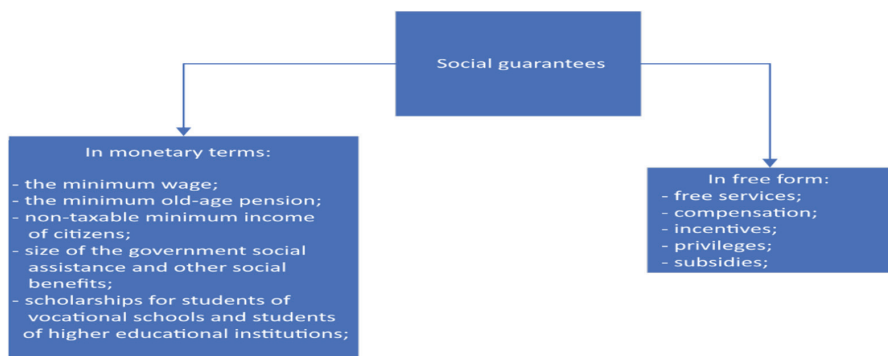 Social guarantees
In monetary terms:
- the minimum wage;
- the minimum old-age pension;
- non-taxable minimum income
of citizens;
- size of the government social
assistance and other social
benefits;
- scholarships for students of
vocational schools and students
of higher educational institutions;
In free form:
- free services;
- compensation;
- incentives;
- privileges;
- subsidies;